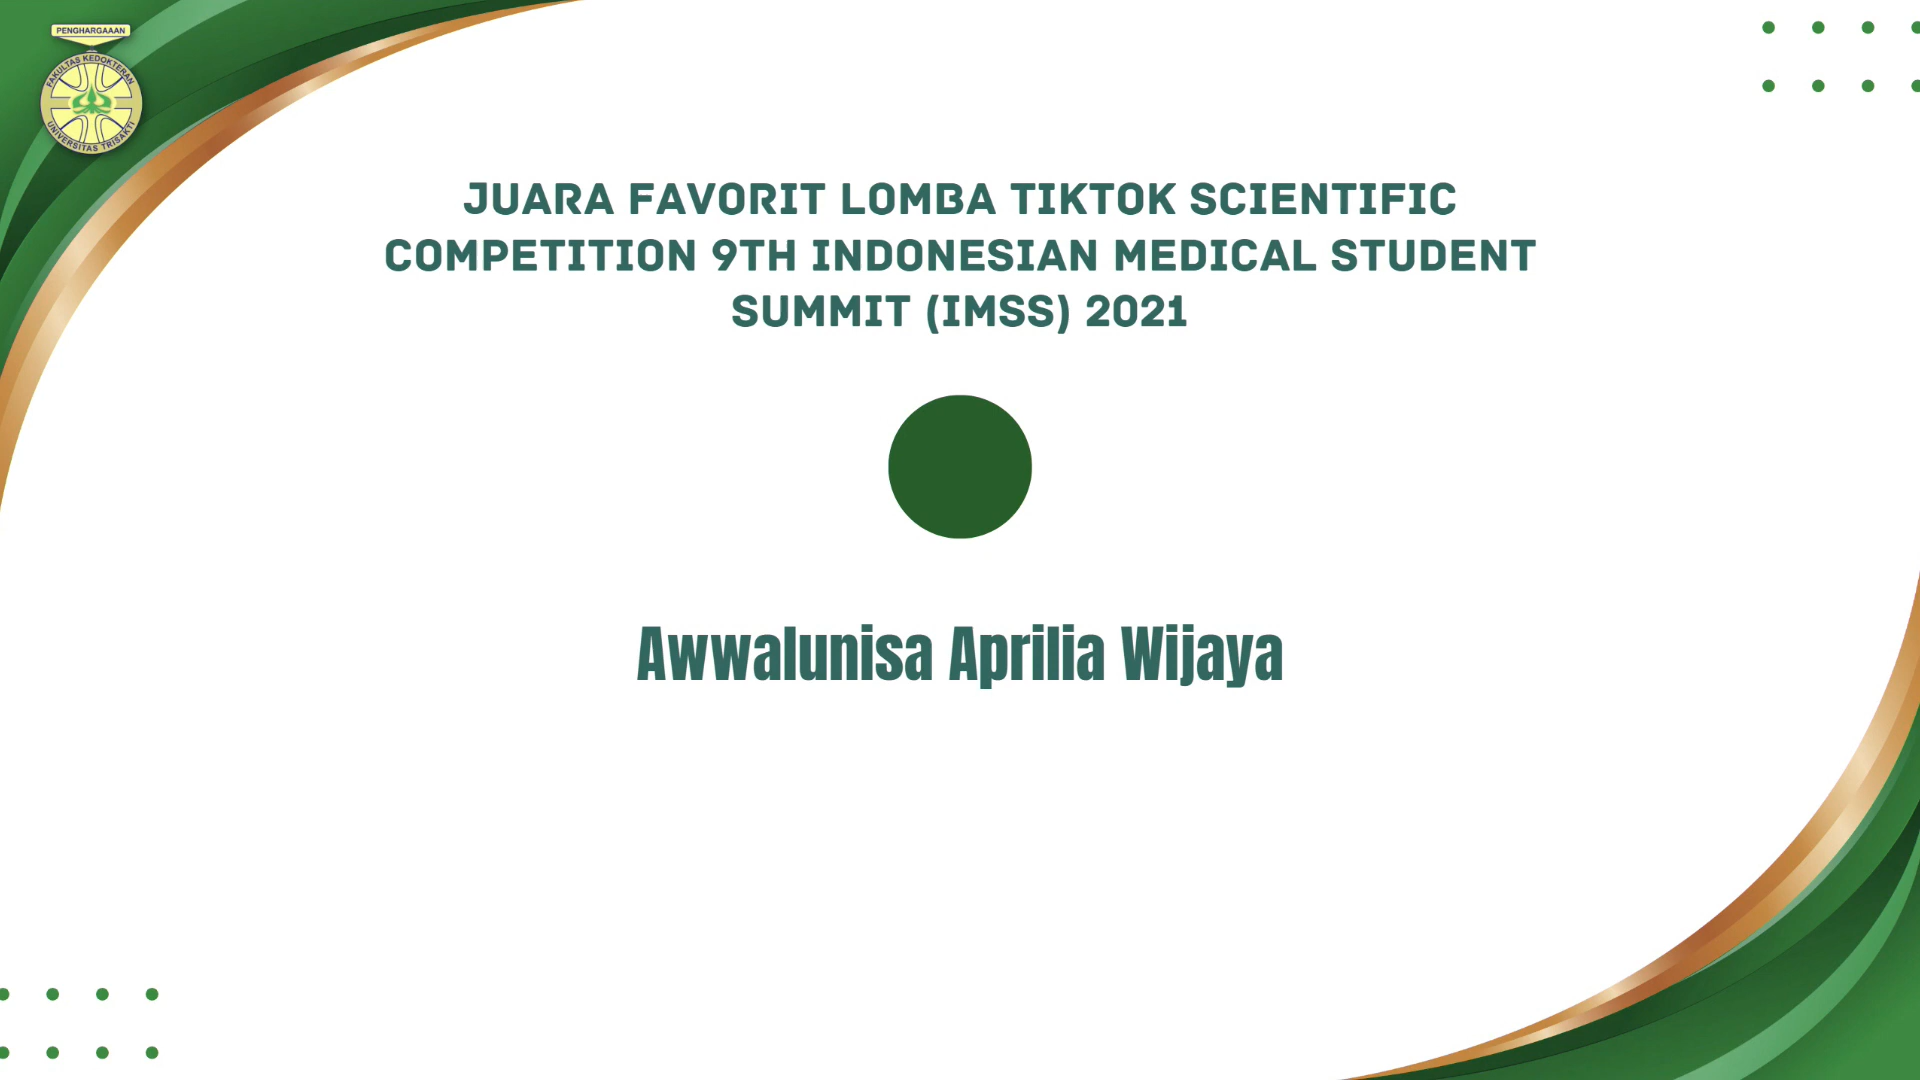 PENGHARGAAAN
FAKULTAS KEDOKTERAN
UNIVERSITAS TRISAKTI
JUARA FAVORIT LOMBA TIKTOK SCIENTIFIC
COMPETITION 9TH INDONESIAN MEDICAL STUDENT
SUMMIT (IMSS) 2021
Awwalunisa Aprilia Wijaya